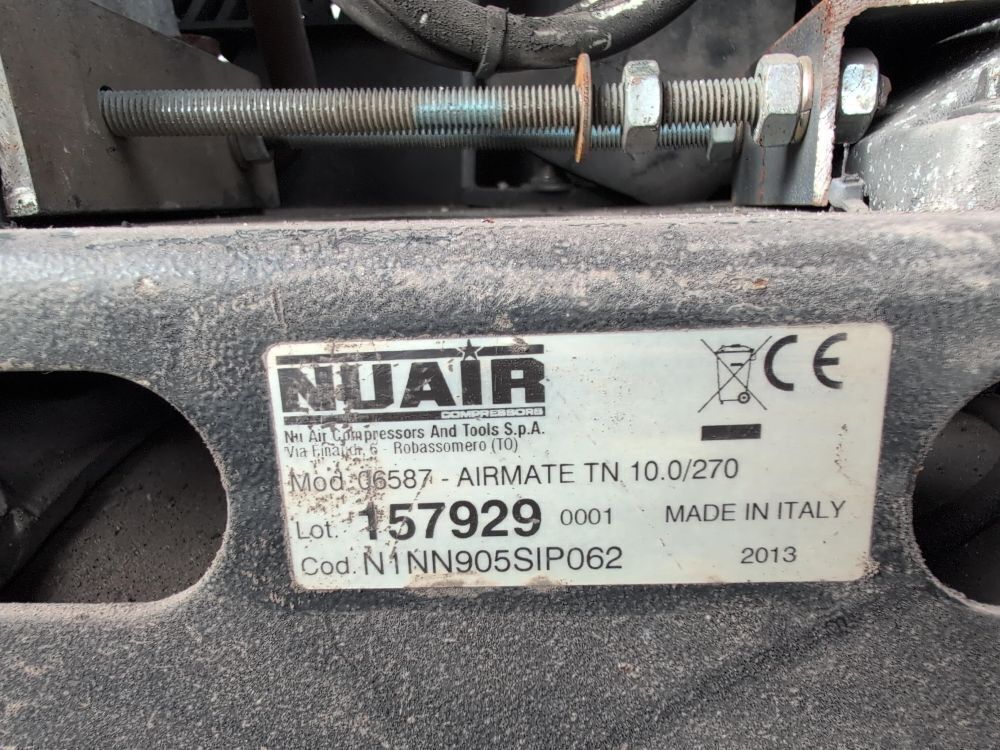 NUAIR
COMPRESSORS
CE
Nu Air Compressors And Tools S.p.A.
Via Einaudi, 6 - Robassomero (TO)
Mod. 06587 - AIRMATE TN 10.0/270
Lot. 157929 0001 MADE IN ITALY
Cod. N1NN905SIP062 2013